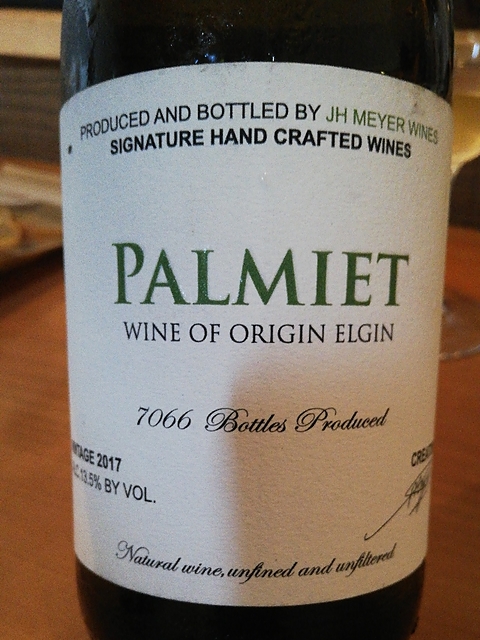 PRODUCED AND BOTTLED BY JH MEYER WINES
SIGNATURE HAND CRAFTED WINES
PALMIET
WINE OF ORIGIN ELGIN
7066 Bottles Produced
2017
13.5% BY VOL.
Natural wine, unfined and unfiltered